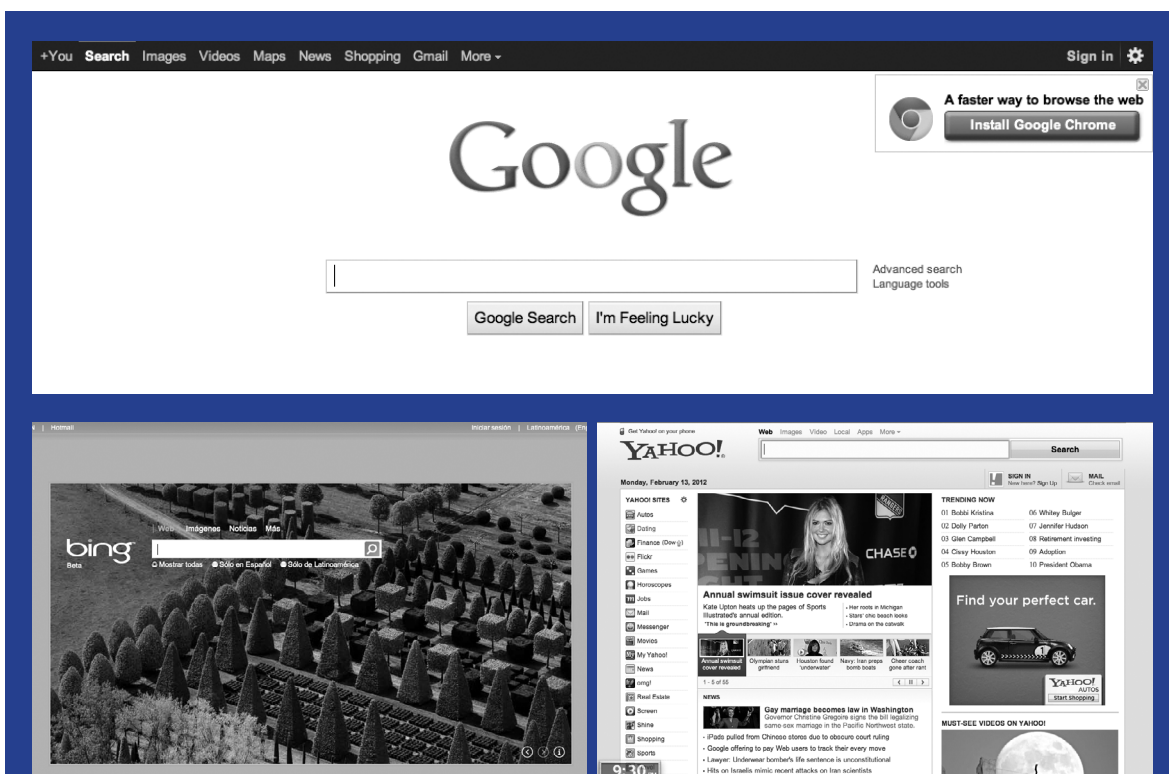 +You Search Images Videos Maps News Shopping Gmail More
Sign in
A faster way to browse the web
Install Google Chrome
Google
Advanced search
Language tools
Google Search I'm Feeling Lucky
| Hotmail
Iniciar sesión | Latinoamérica
Web Imágenes Noticias Más
bing
Beta
Mostrar todas Sólo en Español Sólo de Latinoamérica
Get Yahoo! on your phone
Web Images Video Local Apps More
YAHOO!
Search
Monday, February 13, 2012
SIGN IN
New here? Sign Up
MAIL
Check email
YAHOO! SITES
Autos
Dating
Finance
Flickr
Games
Horoscopes
Jobs
Mail
Messenger
Movies
My Yahoo!
News
omg!
Real Estate
Screen
Shine
Shopping
Sports
9:30
RANGERS
11-12
OPENING
NIGHT
CHASE
Annual swimsuit issue cover revealed
Kate Upton heats up the pages of Sports
Illustrated's annual edition.
"This is groundbreaking" »
• Her roots in Michigan
• Stars' chic beach looks
• Drama on the catwalk
Annual swimsuit
cover revealed
Olympian stuns
girlfriend
Houston found
'underwater'
Navy: Iran preps
bomb boats
Cheer coach
gone after rant
1 - 5 of 55
NEWS
Gay marriage becomes law in Washington
Governor Christine Gregoire signs the bill legalizing
same-sex marriage in the Pacific Northwest state.
• iPads pulled from Chinese stores due to obscure court ruling
• Google offering to pay Web users to track their every move
• Lawyer: Underwear bomber's life sentence is unconstitutional
• Hits on Israelis mimic recent attacks on Iran scientists
TRENDING NOW
01 Bobbi Kristina
02 Dolly Parton
03 Glen Campbell
04 Cissy Houston
05 Bobby Brown
06 Whitey Bulger
07 Jennifer Hudson
08 Retirement investing
09 Adoption
10 President Obama
Find your perfect car.
YAHOO!
AUTOS
Start Shopping
MUST-SEE VIDEOS ON YAHOO!